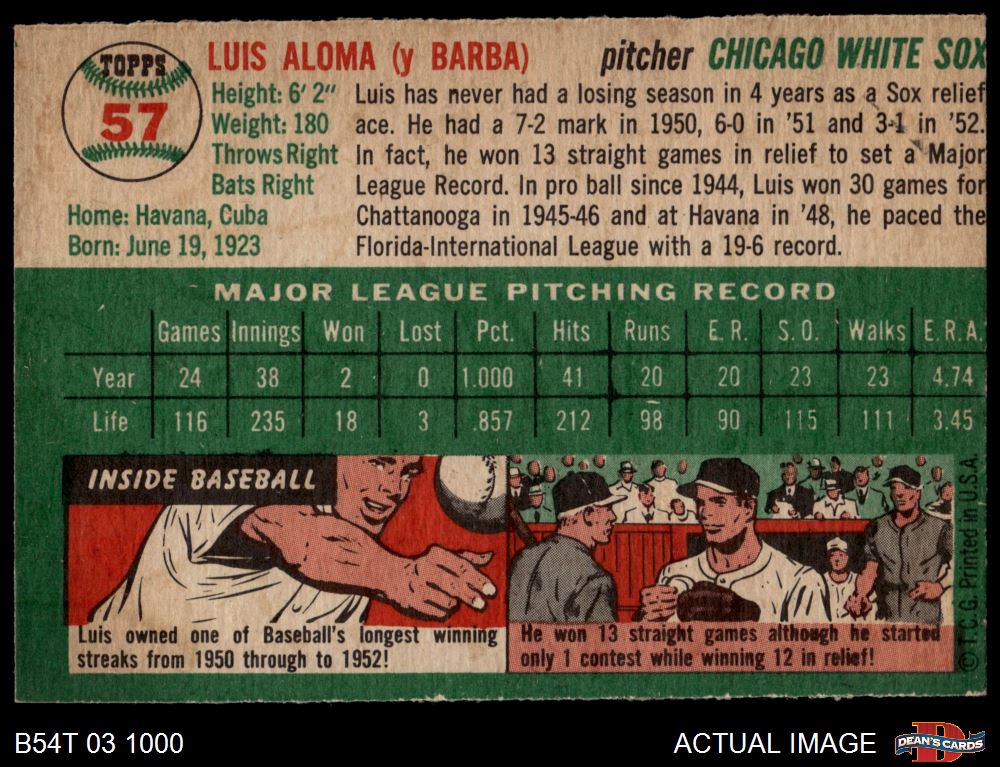 TOPPS
57
LUIS ALOMA (y BARBA)
pitcher CHICAGO WHITE SOX
Height: 6' 2"
Weight: 180
Throws Right
Bats Right
Home: Havana, Cuba
Born: June 19, 1923
Luis has never had a losing season in 4 years as a Sox relief
ace. He had a 7-2 mark in 1950, 6-0 in '51 and 3-1 in '52.
In fact, he won 13 straight games in relief to set a Major
League Record. In pro ball since 1944, Luis won 30 games for
Chattanooga in 1945-46 and at Havana in '48, he paced the
Florida-International League with a 19-6 record.
MAJOR LEAGUE PITCHING RECORD
Games Innings Won Lost Pct. Hits Runs E.R. S.O. Walks E.R.A.
Year 24 38 2 0 1.000 41 20 20 23 23 4.74
Life 116 235 18 3 .857 212 98 90 115 111 3.45
INSIDE BASEBALL
Luis owned one of Baseball's longest winning
streaks from 1950 through to 1952!
He won 13 straight games although he started
only 1 contest while winning 12 in relief!
© T.C.G. Printed in U.S.A.
B54T 03 1000
ACTUAL IMAGE
D
DEAN'S CARDS